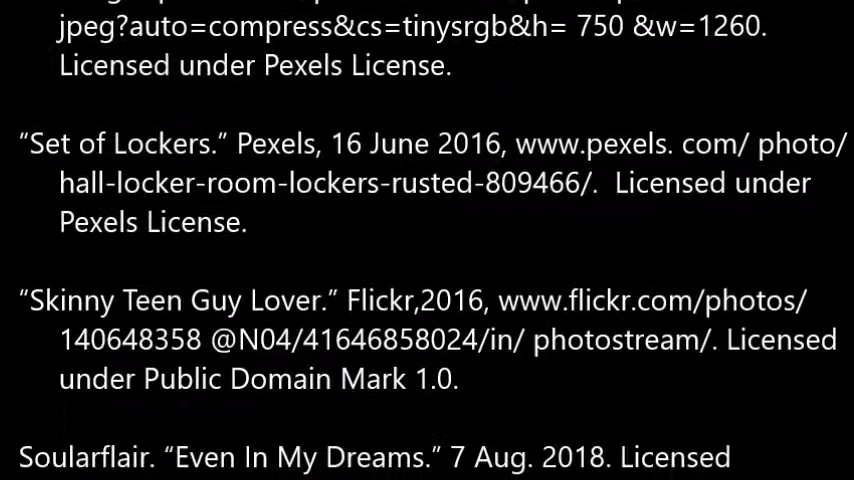 jpeg?auto=compress&cs=tinysrgb&h= 750 &w=1260.
Licensed under Pexels License.
“Set of Lockers.” Pexels, 16 June 2016, www.pexels. com/ photo/
hall-locker-room-lockers-rusted-809466/.  Licensed under
Pexels License.
“Skinny Teen Guy Lover.” Flickr,2016, www.flickr.com/photos/
140648358 @N04/41646858024/in/ photostream/. Licensed
under Public Domain Mark 1.0.
Soularflair. “Even In My Dreams.” 7 Aug. 2018. Licensed